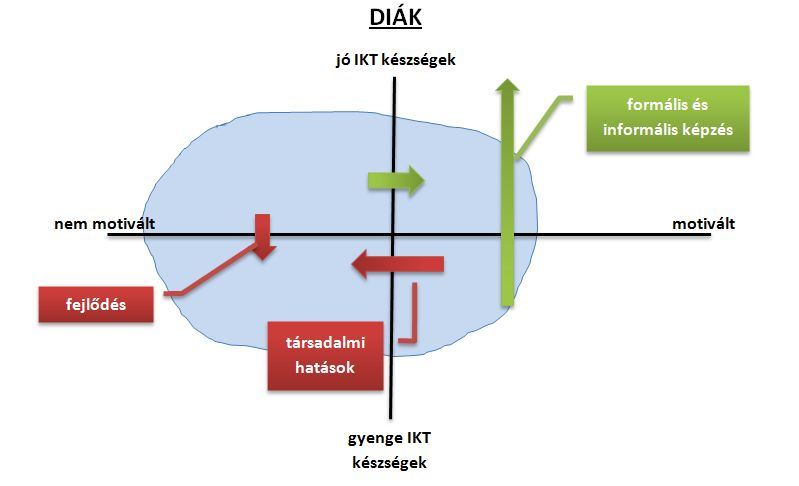 DIÁK
jó IKT készségek
formális és
informális képzés
nem motivált
motivált
fejlődés
társadalmi
hatások
gyenge IKT
készségek